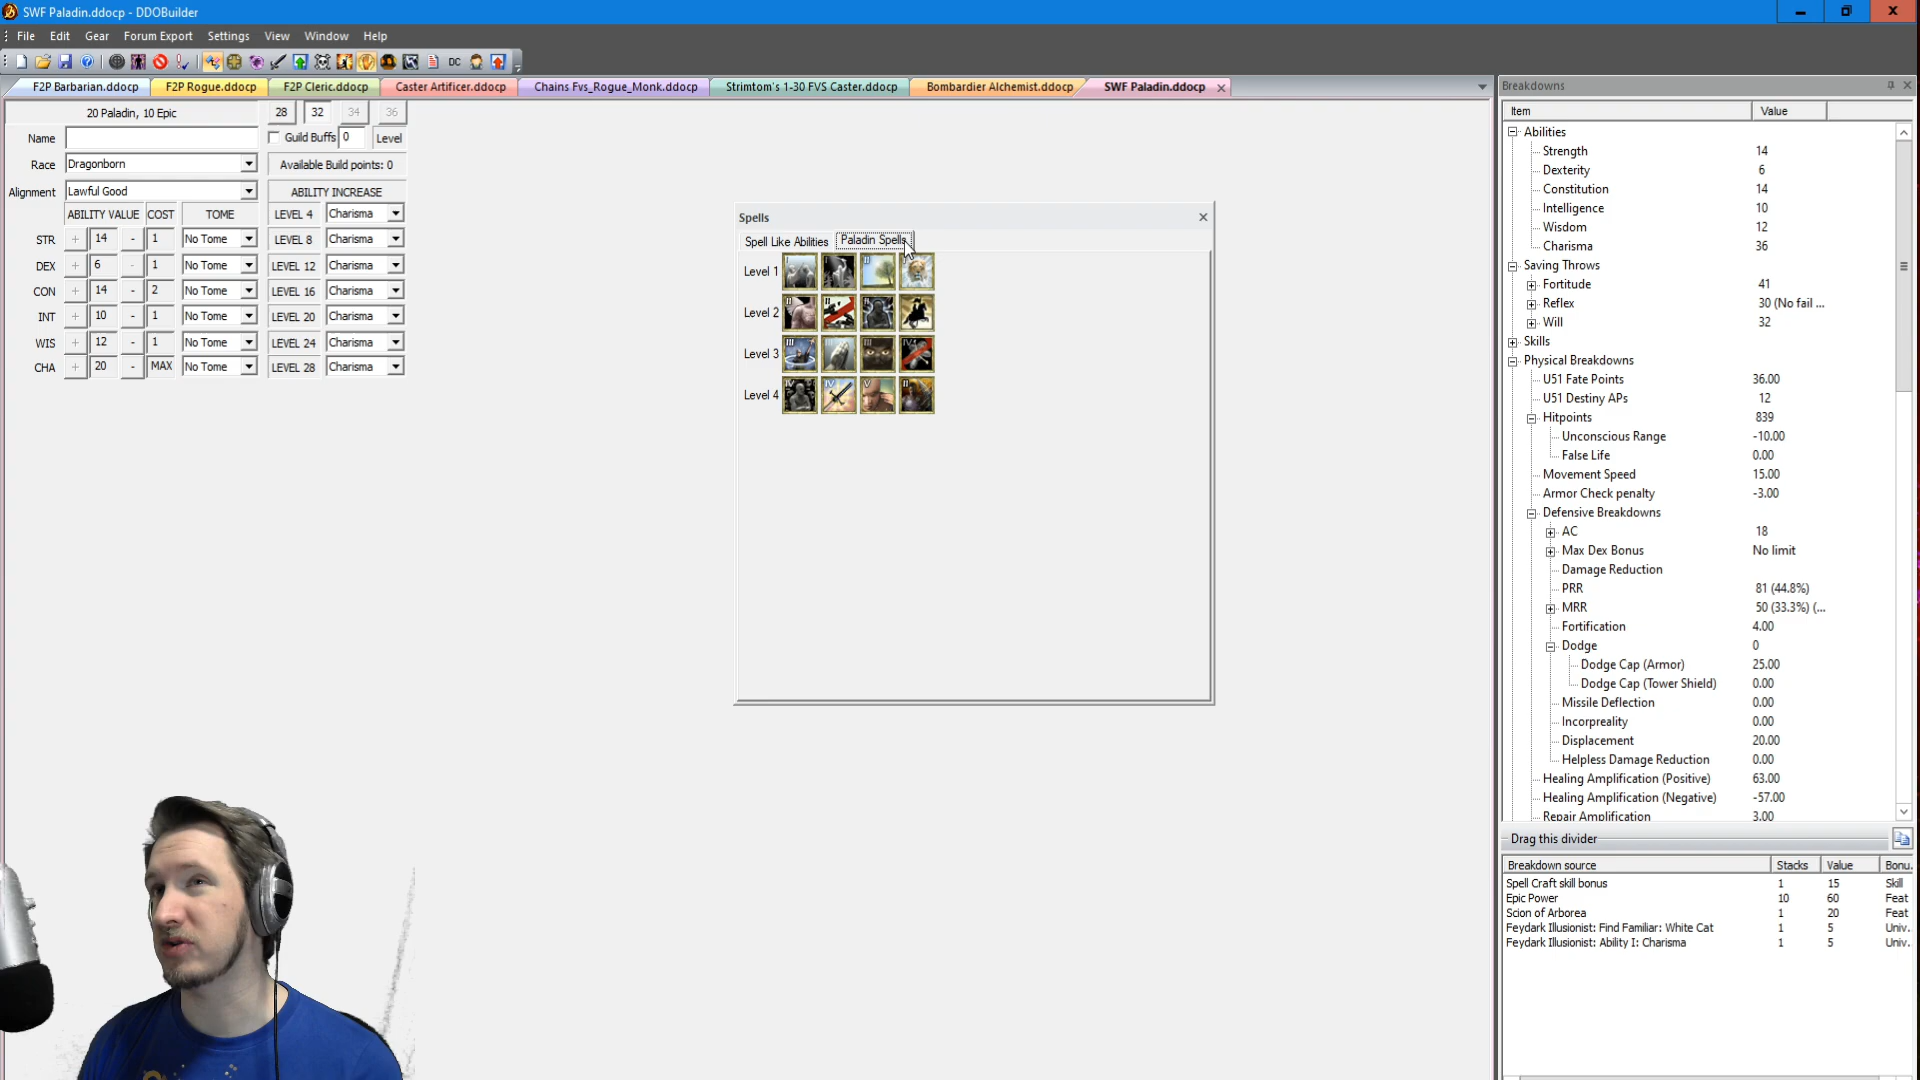 SWF Paladin.ddocp - DDOBuilder
File Edit Gear Forum Export Settings View Window Help
DC
F2P Barbarian.ddocp F2P Rogue.ddocp F2P Cleric.ddocp Caster Artificer.ddocp Chains Fvs_Rogue_Monk.ddocp Strimtom's 1-30 FVS Caster.ddocp Bombardier Alchemist.ddocp SWF Paladin.ddocp
20 Paladin, 10 Epic 28 32 34 36
Name Guild Buffs 0 Level
Race Dragonborn Available Build points: 0
Alignment Lawful Good ABILITY INCREASE
ABILITY VALUE COST TOME LEVEL 4 Charisma
STR + 14 - 1 No Tome LEVEL 8 Charisma
DEX + 6 - 1 No Tome LEVEL 12 Charisma
CON + 14 - 2 No Tome LEVEL 16 Charisma
INT + 10 - 1 No Tome LEVEL 20 Charisma
WIS + 12 - 1 No Tome LEVEL 24 Charisma
CHA + 20 - MAX No Tome LEVEL 28 Charisma
Spells
Spell Like Abilities Paladin Spells
Level 1
Level 2
Level 3
Level 4
Breakdowns
Item Value
Abilities
Strength 14
Dexterity 6
Constitution 14
Intelligence 10
Wisdom 12
Charisma 36
Saving Throws
Fortitude 41
Reflex 30 (No fail ...
Will 32
Skills
Physical Breakdowns
U51 Fate Points 36.00
U51 Destiny APs 12
Hitpoints 839
Unconscious Range -10.00
False Life 0.00
Movement Speed 15.00
Armor Check penalty -3.00
Defensive Breakdowns
AC 18
Max Dex Bonus No limit
Damage Reduction
PRR 81 (44.8%)
MRR 50 (33.3%) (...
Fortification 4.00
Dodge 0
Dodge Cap (Armor) 25.00
Dodge Cap (Tower Shield) 0.00
Missile Deflection 0.00
Incorpreality 0.00
Displacement 20.00
Helpless Damage Reduction 0.00
Healing Amplification (Positive) 63.00
Healing Amplification (Negative) -57.00
Repair Amplification 3.00
Drag this divider
Breakdown source Stacks Value Bonu.
Spell Craft skill bonus 1 15 Skill
Epic Power 10 60 Feat
Scion of Arborea 1 20 Feat
Feydark Illusionist: Find Familiar: White Cat 1 5 Univ.
Feydark Illusionist: Ability I: Charisma 1 5 Univ.